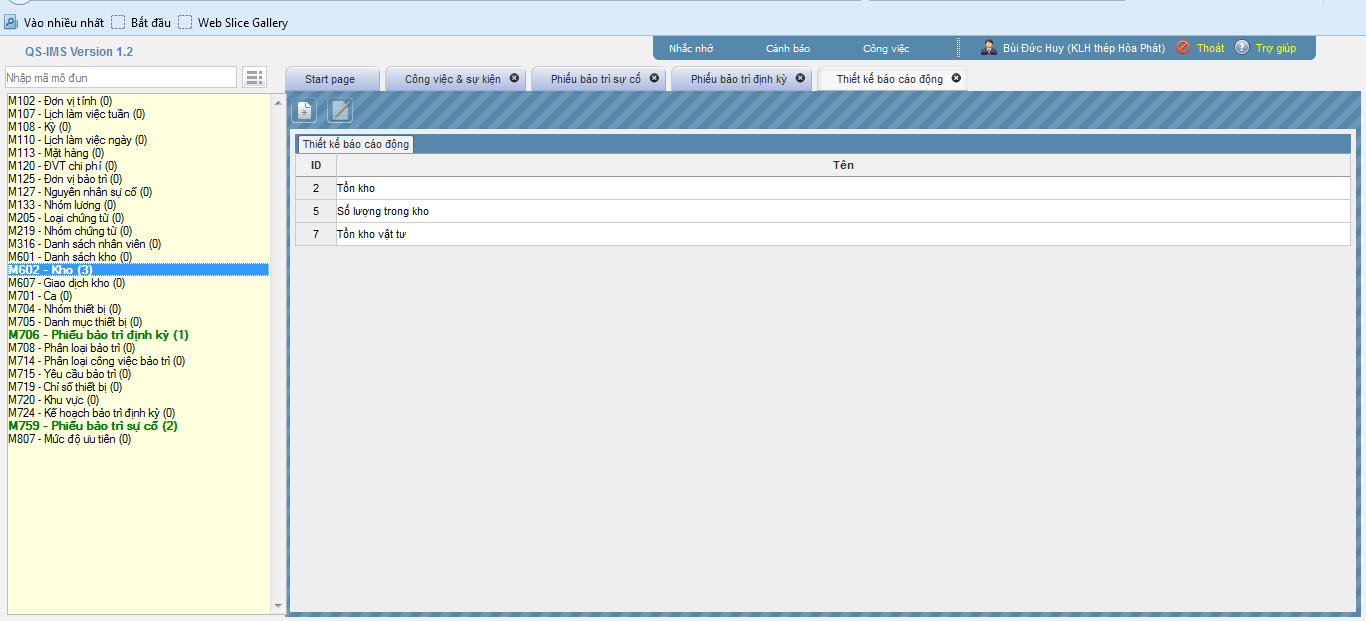 Vào nhiều nhất Bắt đầu Web Slice Gallery
QS-IMS Version 1.2
Nhắc nhở Cảnh báo Công việc Bùi Đức Huy (KLH thép Hòa Phát) Thoát Trợ giúp
Nhập mã mô đun
Start page Công việc & sự kiện Phiếu bảo trì sự cố Phiếu bảo trì định kỳ Thiết kế báo cáo động
M102 - Đơn vị tính (0)
M107 - Lịch làm việc tuần (0)
M108 - Kỳ (0)
M110 - Lịch làm việc ngày (0)
M113 - Mặt hàng (0)
M120 - ĐVT chi phí (0)
M125 - Đơn vị bảo trì (0)
M127 - Nguyên nhân sự cố (0)
M133 - Nhóm lương (0)
M205 - Loại chứng từ (0)
M219 - Nhóm chứng từ (0)
M316 - Danh sách nhân viên (0)
M601 - Danh sách kho (0)
M602 - Kho (3)
M607 - Giao dịch kho (0)
M701 - Ca (0)
M704 - Nhóm thiết bị (0)
M705 - Danh mục thiết bị (0)
M706 - Phiếu bảo trì định kỳ (1)
M708 - Phân loại bảo trì (0)
M714 - Phân loại công việc bảo trì (0)
M715 - Yêu cầu bảo trì (0)
M719 - Chỉ số thiết bị (0)
M720 - Khu vực (0)
M724 - Kế hoạch bảo trì định kỳ (0)
M759 - Phiếu bảo trì sự cố (2)
M807 - Mức độ ưu tiên (0)
Thiết kế báo cáo động
ID Tên
2 Tồn kho
5 Số lượng trong kho
7 Tồn kho vật tư